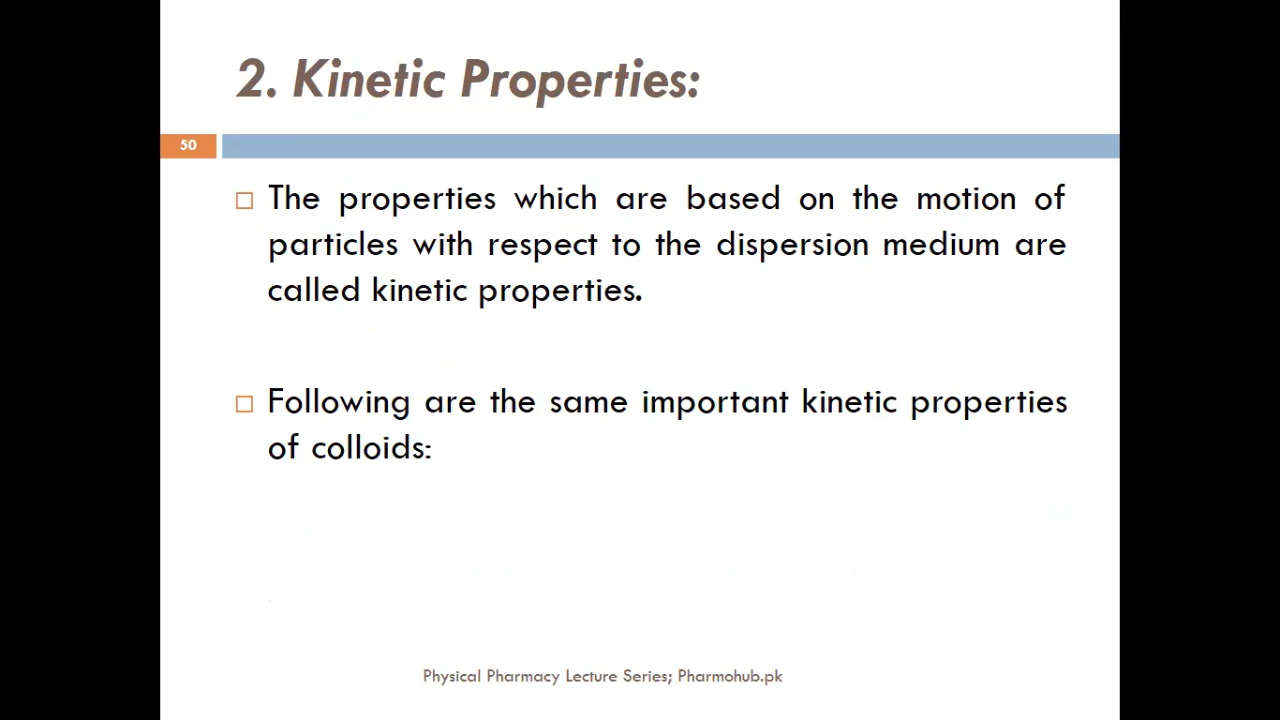 2. Kinetic Properties:
50
The properties which are based on the motion of
particles with respect to the dispersion medium are
called kinetic properties.
Following are the same important kinetic properties
of colloids:
Physical Pharmacy Lecture Series; Pharmohub.pk